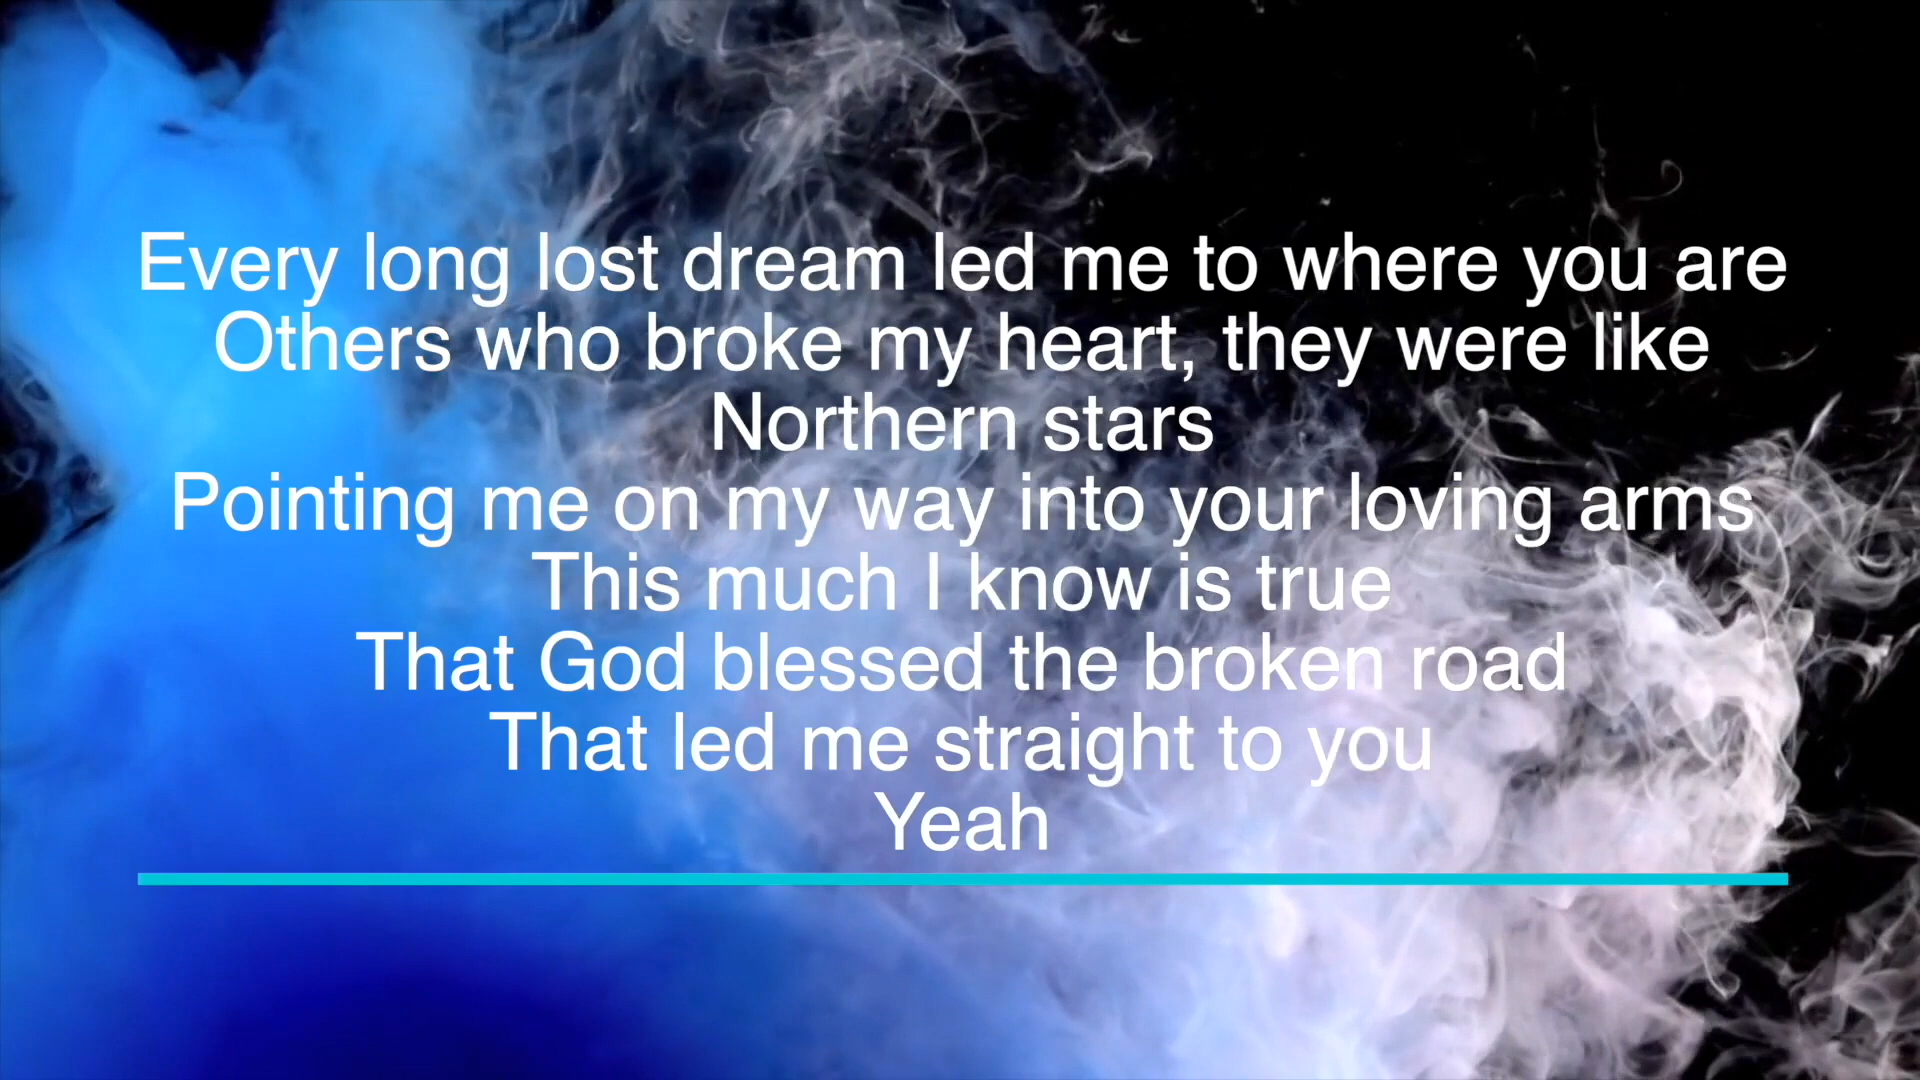 Every long lost dream led me to where you are
Others who broke my heart, they were like
Northern stars
Pointing me on my way into your loving arms
This much I know is true
That God blessed the broken road
That led me straight to you
Yeah